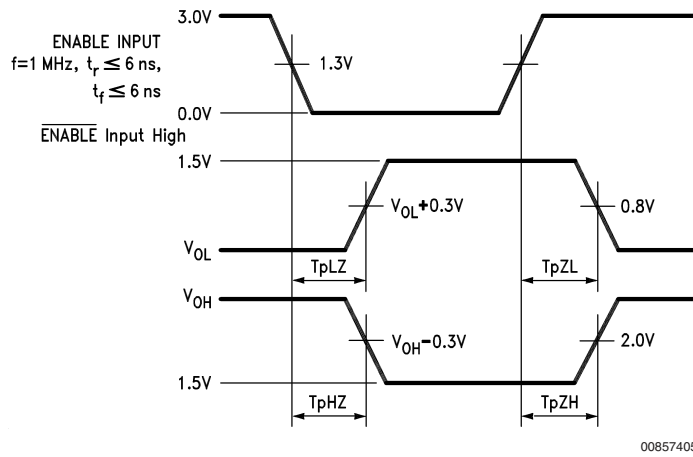 3.0V
ENABLE INPUT
f=1 MHz, tr ≤ 6 ns,
tf ≤ 6 ns
1.3V
0.0V
E̅N̅A̅B̅L̅E̅ Input High
1.5V
VOL+0.3V
0.8V
VOL
TpLZ
TpZL
VOH
VOH−0.3V
2.0V
1.5V
TpHZ
TpZH
00857405